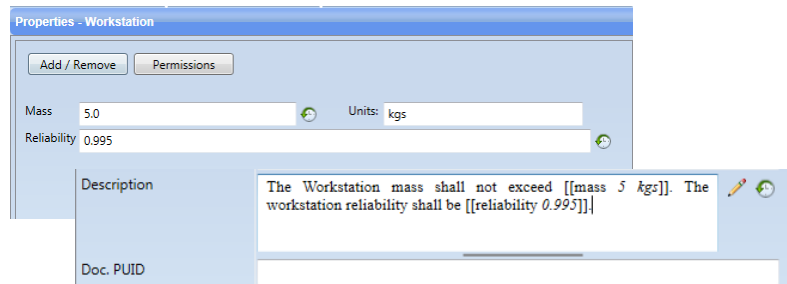 Properties - Workstation
Add / Remove Permissions
Mass 5.0 Units: kgs
Reliability 0.995
Description The Workstation mass shall not exceed [[mass 5 kgs]]. The
workstation reliability shall be [[reliability 0.995]].
Doc. PUID